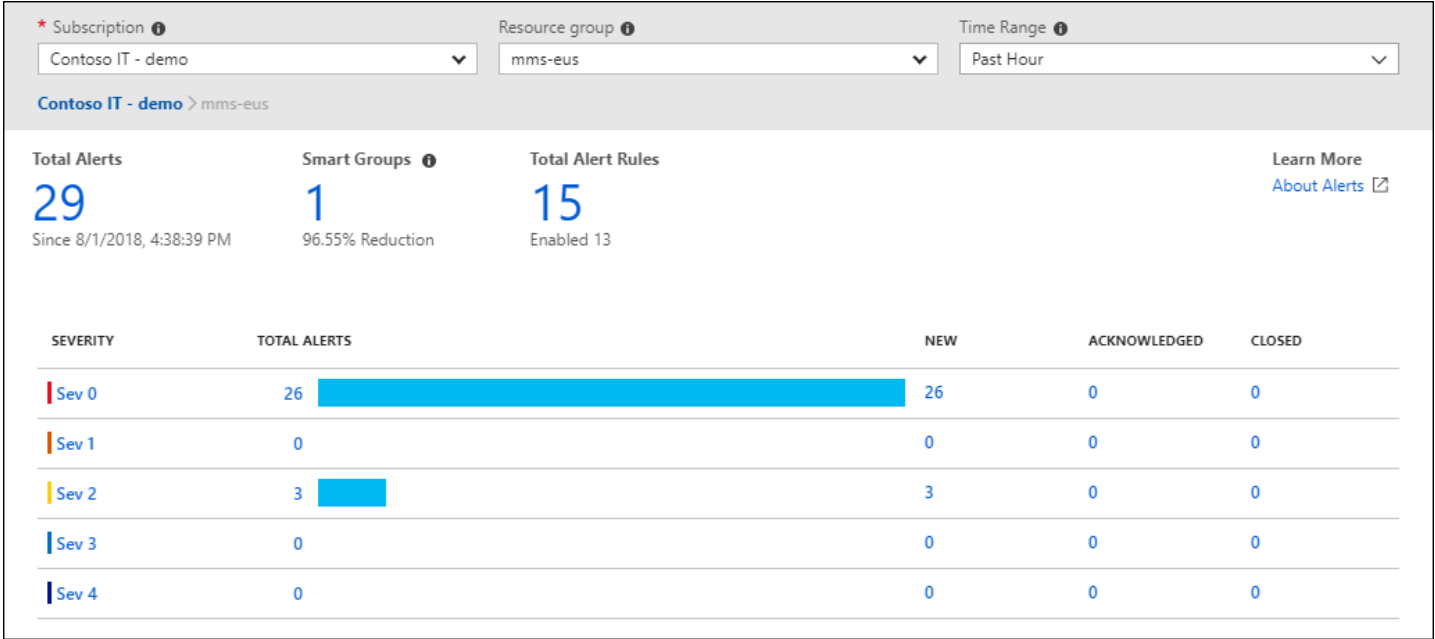 * Subscription Resource group Time Range
Contoso IT - demo mms-eus Past Hour
Contoso IT - demo > mms-eus
Total Alerts Smart Groups Total Alert Rules Learn More
29 1 15 About Alerts
Since 8/1/2018, 4:38:39 PM 96.55% Reduction Enabled 13
SEVERITY TOTAL ALERTS NEW ACKNOWLEDGED CLOSED
Sev 0 26 26 0 0
Sev 1 0 0 0 0
Sev 2 3 3 0 0
Sev 3 0 0 0 0
Sev 4 0 0 0 0